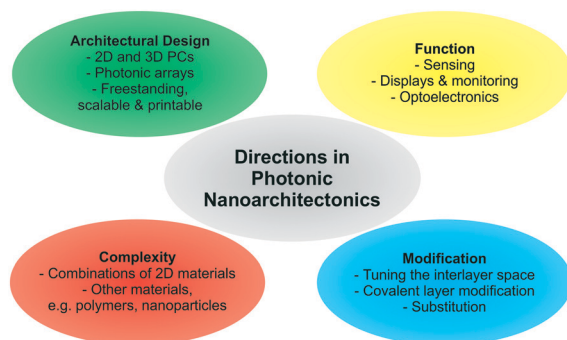 Architectural Design
- 2D and 3D PCs
- Photonic arrays
- Freestanding,
scalable & printable
Function
- Sensing
- Displays & monitoring
- Optoelectronics
Directions in
Photonic
Nanoarchitectonics
Complexity
- Combinations of 2D materials
- Other materials,
e.g. polymers, nanoparticles
Modification
- Tuning the interlayer space
- Covalent layer modification
- Substitution